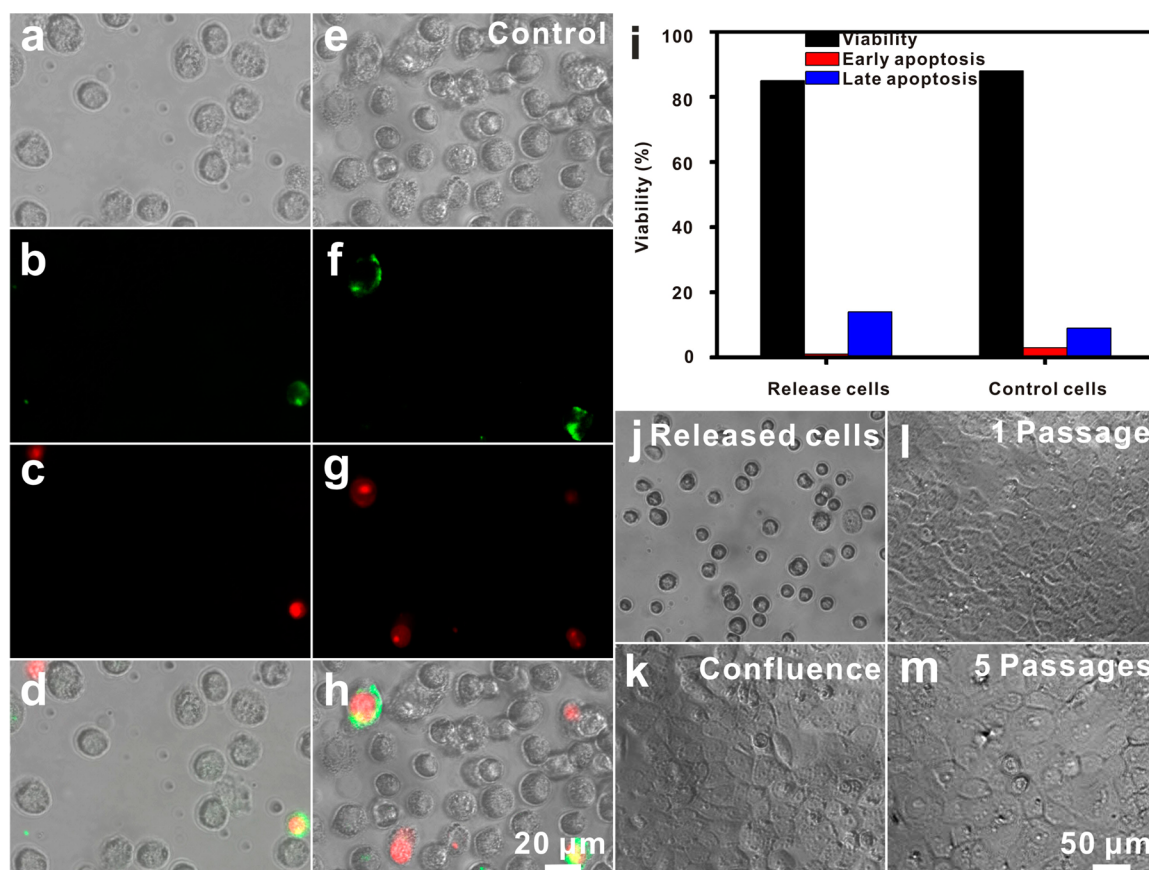 a
e Control
b
f
c
g
d
h
20 μm
i
100
80
60
40
20
0
Viability (%)
Viability
Early apoptosis
Late apoptosis
Release cells
Control cells
j Released cells
l 1 Passage
k Confluence
m 5 Passages
50 μm